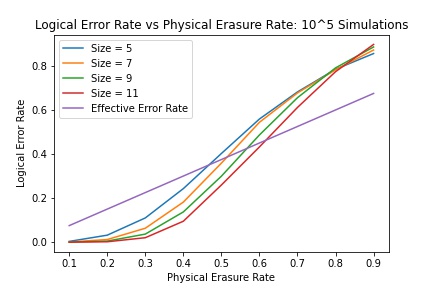 Logical Error Rate vs Physical Erasure Rate: 10^5 Simulations
Size = 5
Size = 7
Size = 9
Size = 11
Effective Error Rate
Logical Error Rate
0.8
0.6
0.4
0.2
0.0
0.1 0.2 0.3 0.4 0.5 0.6 0.7 0.8 0.9
Physical Erasure Rate